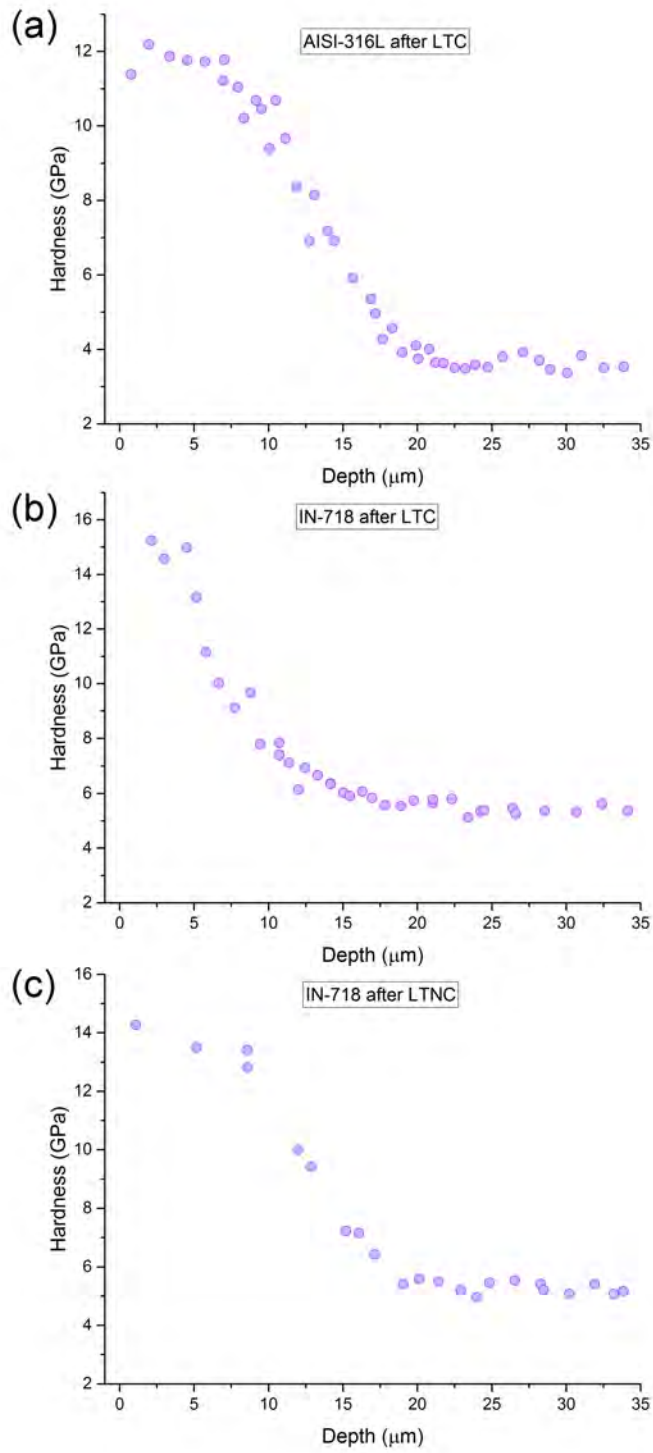 (a)
AISI-316L after LTC
12
10
8
6
4
2
Hardness (GPa)
0 5 10 15 20 25 30 35
Depth (μm)
(b)
IN-718 after LTC
16
14
12
10
8
6
4
2
Hardness (GPa)
0 5 10 15 20 25 30 35
Depth (μm)
(c)
IN-718 after LTNC
16
14
12
10
8
6
4
2
Hardness (GPa)
0 5 10 15 20 25 30 35
Depth (μm)